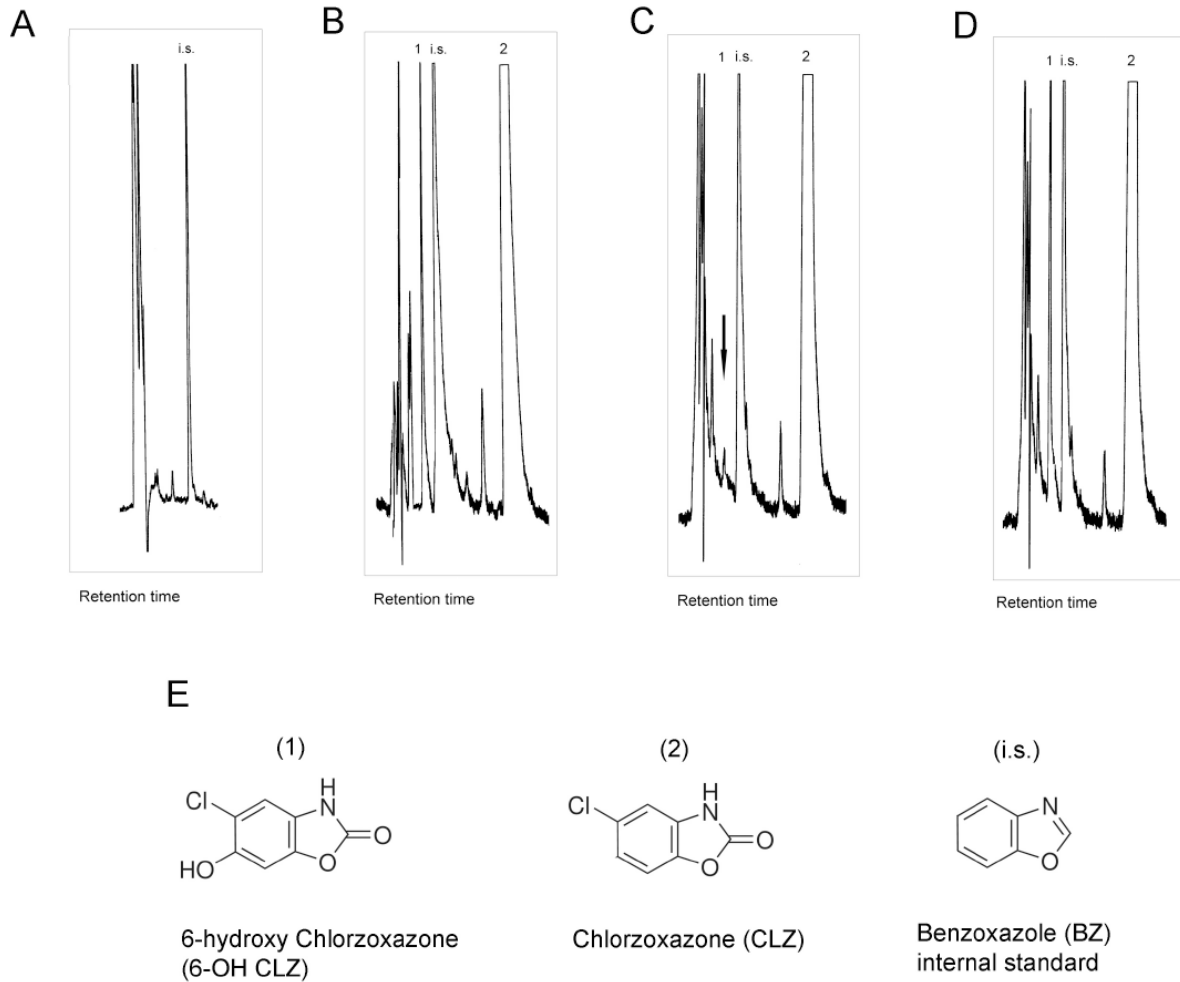 A
i.s.
Retention time
B
1 i.s. 2
Retention time
C
1 i.s. 2
Retention time
D
1 i.s. 2
Retention time
E
(1)
Cl
H
N
O
O
HO
6-hydroxy Chlorzoxazone
(6-OH CLZ)
(2)
Cl
H
N
O
O
Chlorzoxazone (CLZ)
(i.s.)
N
O
Benzoxazole (BZ)
internal standard